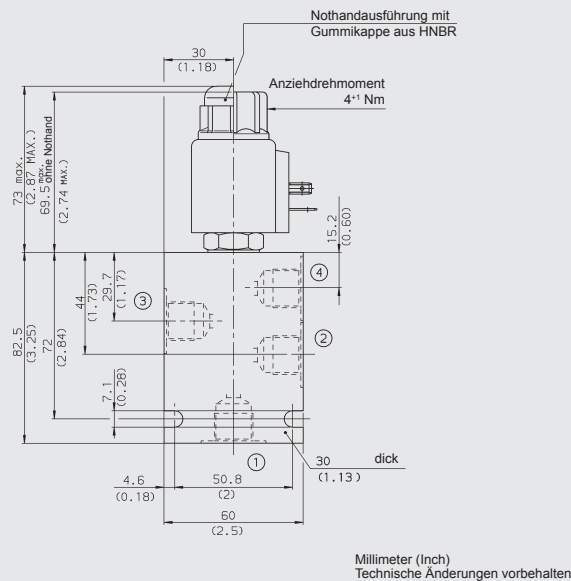 Nothandausführung mit
Gummikappe aus HNBR
30
(1.18)
Anziehdrehmoment
4⁺¹ Nm
73 max.
(2.87 MAX.)
69.5 max. ohne Nothand
(2.74 MAX.)
15.2
(0.60)
④
③
②
①
29.7
(1.17)
44
(1.73)
72
(2.84)
82.5
(3.25)
7.1
(0.28)
30
(1.13)
dick
4.6
(0.18)
50.8
(2)
60
(2.5)
Millimeter (Inch)
Technische Änderungen vorbehalten